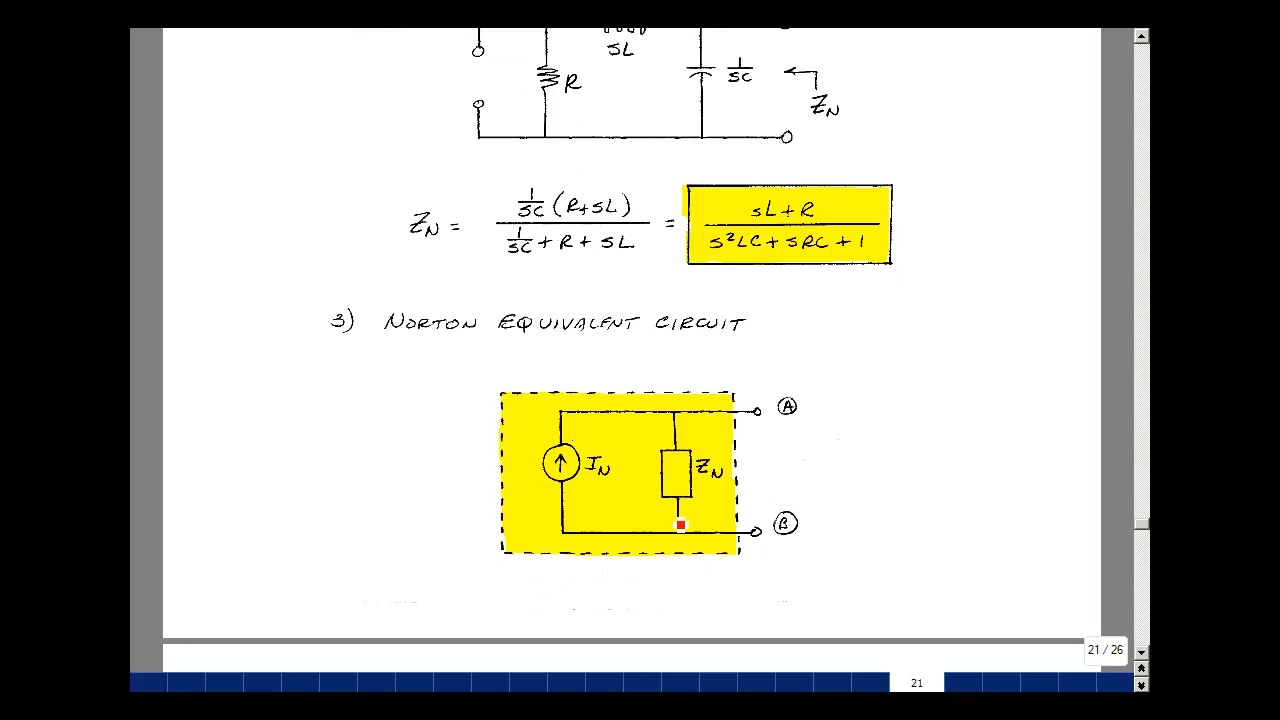 SL
R
1/SC
Z_N
Z_N = (1/SC (R+SL)) / (1/SC + R + SL) = (SL+R) / (S²LC + SRC + 1)
3) NORTON EQUIVALENT CIRCUIT
A
I_N
Z_N
B
21 / 26
21